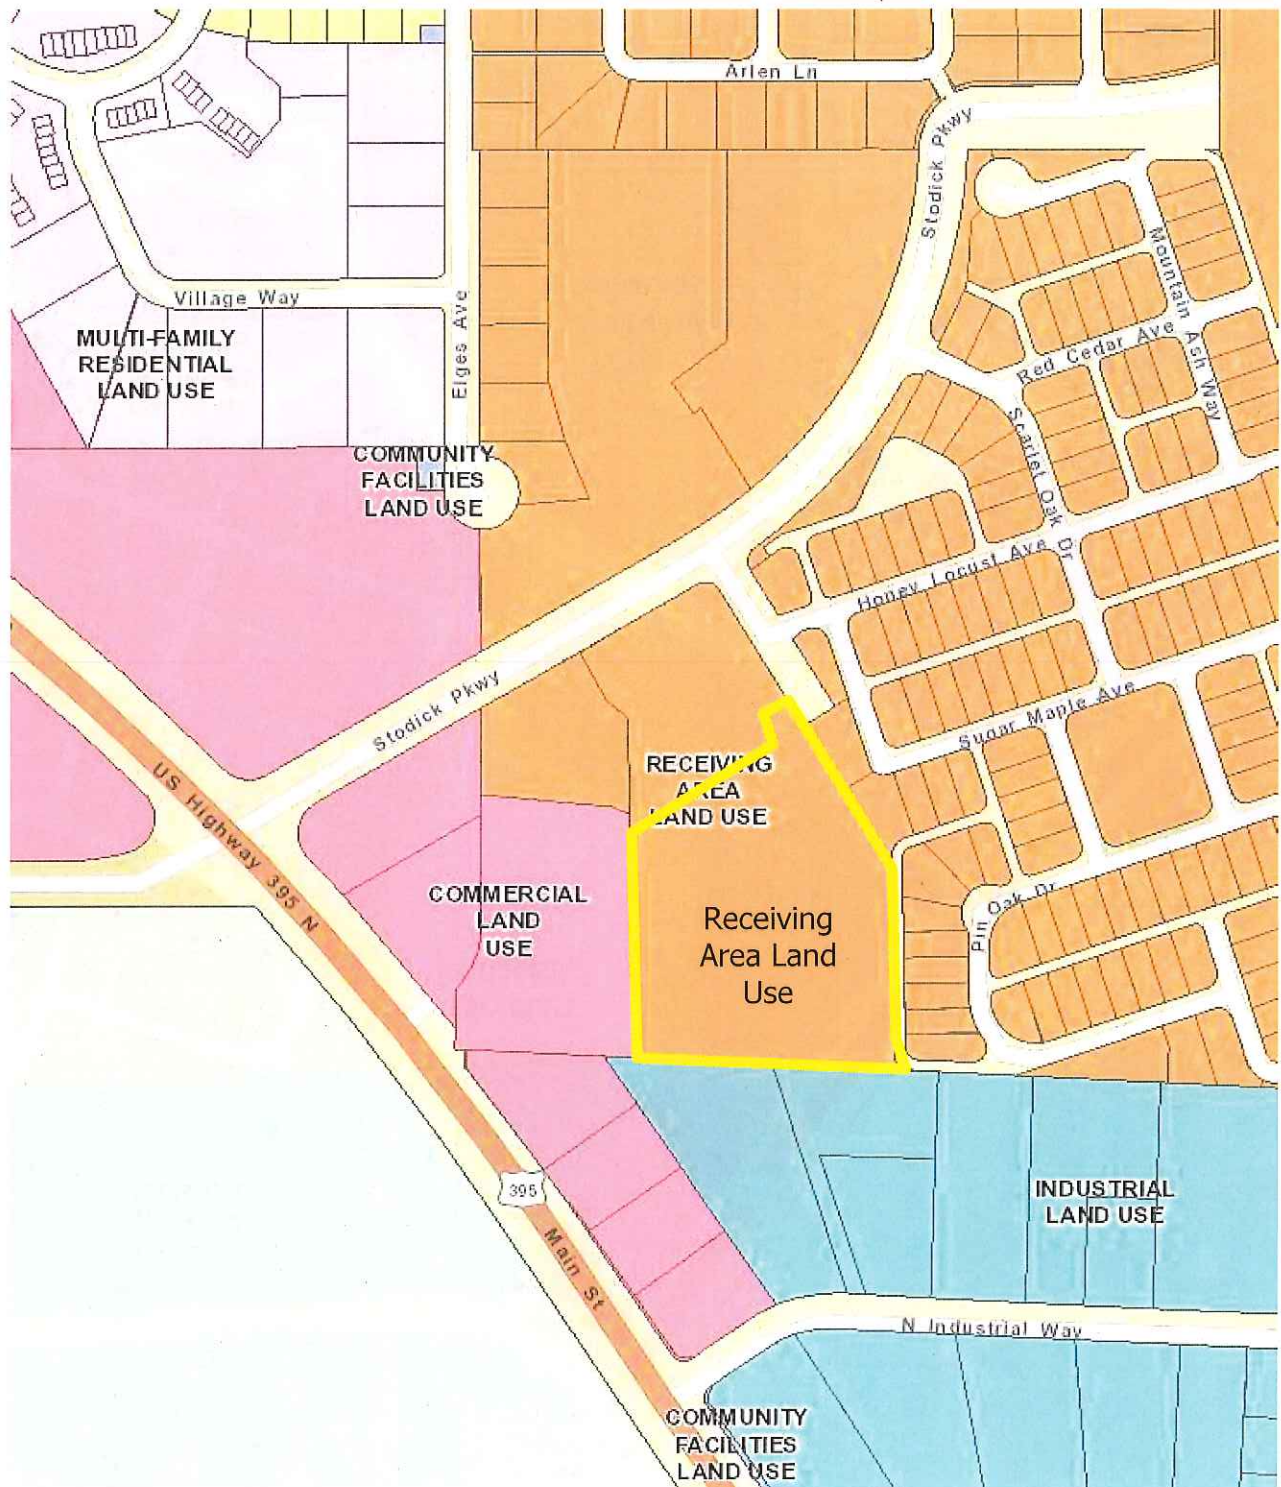 Arlen Ln
Stodick Pkwy
Mountain Ash Way
Village Way
Elges Ave
MULTI-FAMILY
RESIDENTIAL
LAND USE
Red Cedar Ave
Scarlet Oak Dr
COMMUNITY
FACILITIES
LAND USE
Honey Locust Ave
Stodick Pkwy
Sugar Maple Ave
RECEIVING
AREA
LAND USE
US Highway 395 N
COMMERCIAL
LAND
USE
Receiving
Area Land
Use
Pin Oak Dr
395
INDUSTRIAL
LAND USE
Main St
N Industrial Way
COMMUNITY
FACILITIES
LAND USE